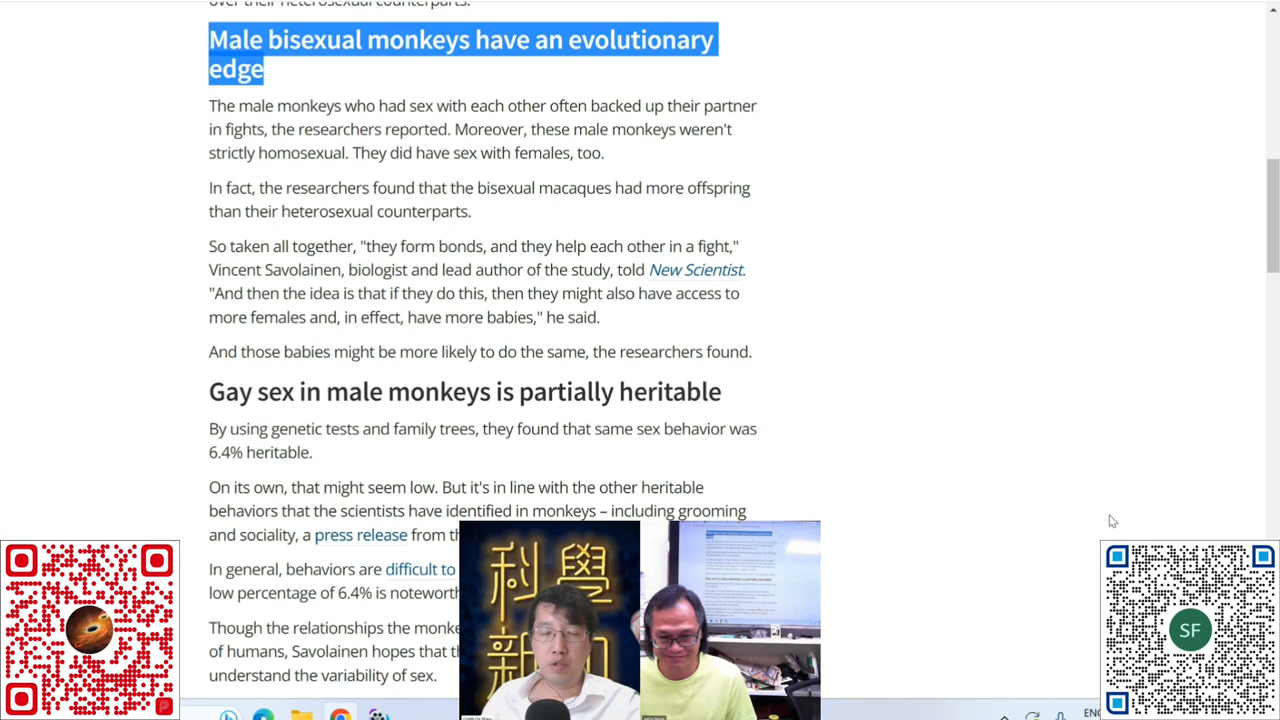 over their heterosexual counterparts.
Male bisexual monkeys have an evolutionary
edge
The male monkeys who had sex with each other often backed up their partner
in fights, the researchers reported. Moreover, these male monkeys weren't
strictly homosexual. They did have sex with females, too.
In fact, the researchers found that the bisexual macaques had more offspring
than their heterosexual counterparts.
So taken all together, "they form bonds, and they help each other in a fight,"
Vincent Savolainen, biologist and lead author of the study, told New Scientist.
"And then the idea is that if they do this, then they might also have access to
more females and, in effect, have more babies," he said.
And those babies might be more likely to do the same, the researchers found.
Gay sex in male monkeys is partially heritable
By using genetic tests and family trees, they found that same sex behavior was
6.4% heritable.
On its own, that might seem low. But it's in line with the other heritable
behaviors that the scientists have identified in monkeys – including grooming
and sociality, a press release from
In general, behaviors are difficult to
low percentage of 6.4% is
Though the relationships the
of humans, Savolainen hopes that
understand the variability of sex.
科學
新
SF